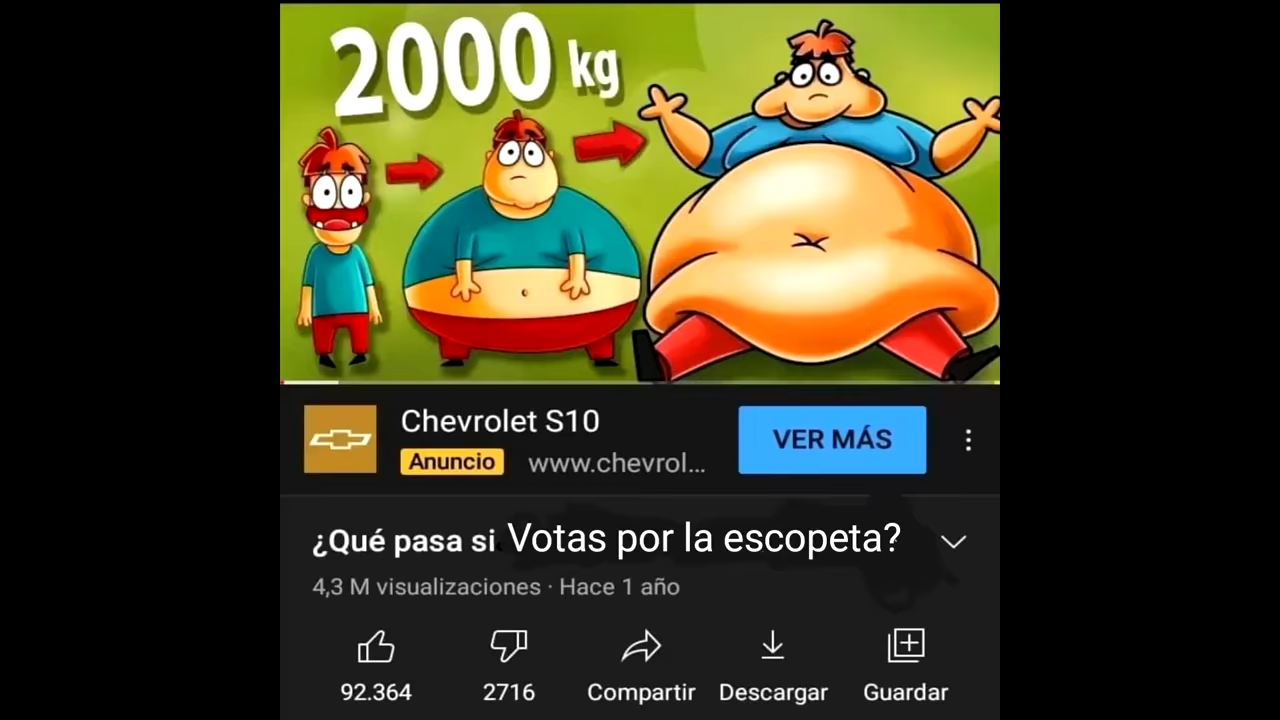 2000 kg
Chevrolet S10
VER MÁS
Anuncio www.chevrol...
¿Qué pasa si Votas por la escopeta?
4,3 M visualizaciones · Hace 1 año
92.364 2716 Compartir Descargar Guardar